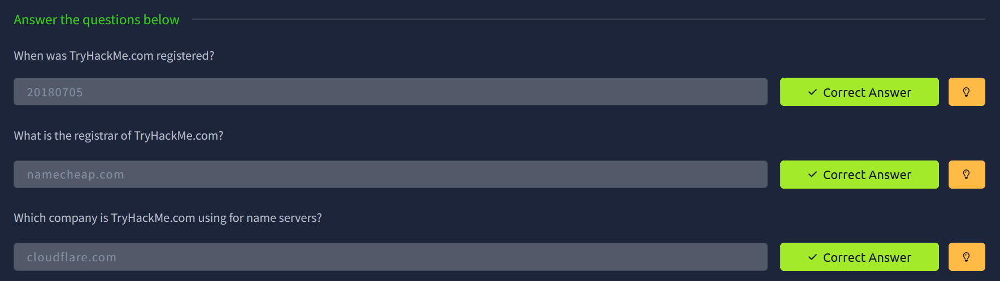 Answer the questions below
When was TryHackMe.com registered?
20180705
Correct Answer
What is the registrar of TryHackMe.com?
namecheap.com
Correct Answer
Which company is TryHackMe.com using for name servers?
cloudflare.com
Correct Answer